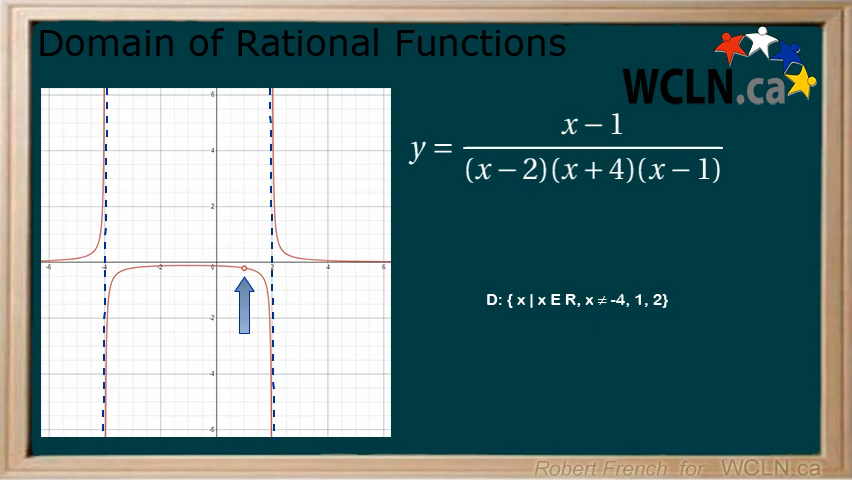 Domain of Rational Functions
WCLN.ca
6
4
2
-6 -4 -2 0 2 4 6
-2
-4
-6
y = x − 1 / (x − 2)(x + 4)(x − 1)
D: { x | x E R, x ≠ -4, 1, 2}
Robert French for WCLN.ca